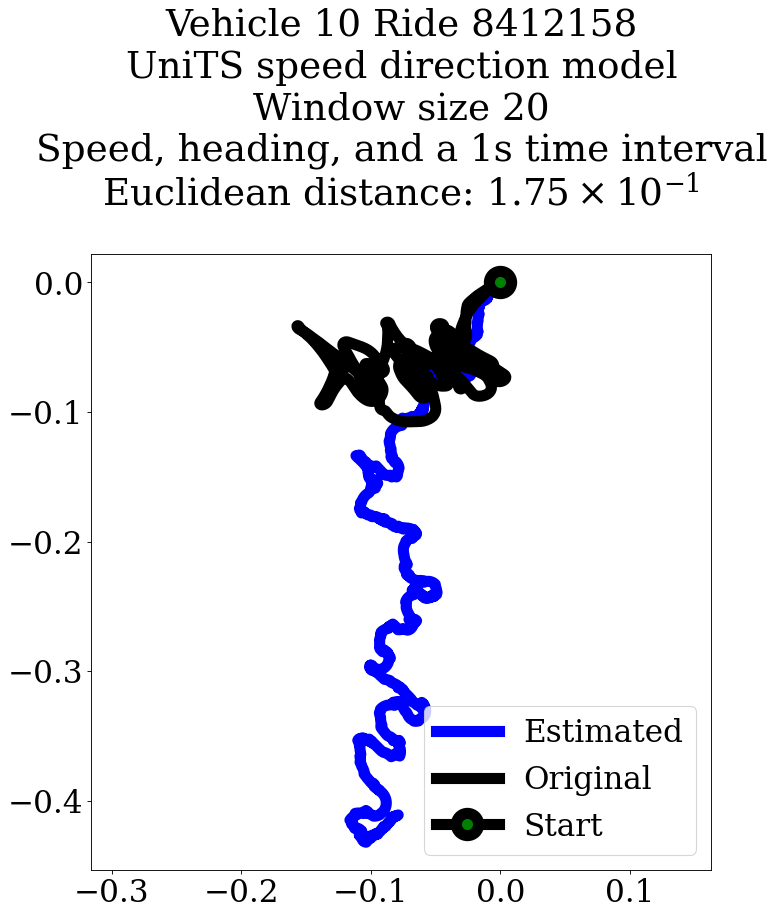 Vehicle 10 Ride 8412158
UniTS speed direction model
Window size 20
Speed, heading, and a 1s time interval
Euclidean distance: 1.75 × 10⁻¹
0.0
−0.1
−0.2
−0.3
−0.4
Estimated
Original
Start
−0.3 −0.2 −0.1 0.0 0.1